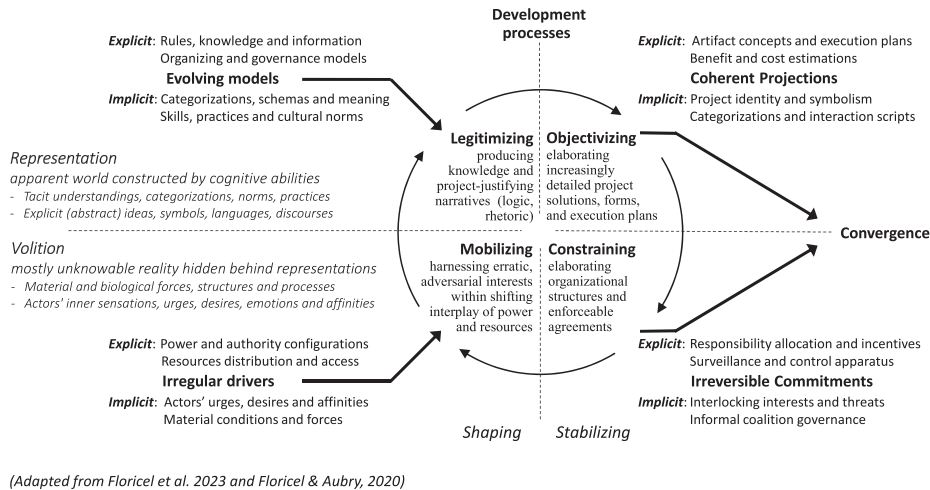 Development
processes
Explicit: Rules, knowledge and information
Organizing and governance models
Evolving models
Implicit: Categorizations, schemas and meaning
Skills, practices and cultural norms
Explicit: Artifact concepts and execution plans
Benefit and cost estimations
Coherent Projections
Implicit: Project identity and symbolism
Categorizations and interaction scripts
Legitimizing
producing
knowledge and
project-justifying
narratives (logic,
rhetoric)
Objectivizing
elaborating
increasingly
detailed project
solutions, forms,
and execution plans
Representation
apparent world constructed by cognitive abilities
- Tacit understandings, categorizations, norms, practices
- Explicit (abstract) ideas, symbols, languages, discourses
Convergence
Volition
mostly unknowable reality hidden behind representations
- Material and biological forces, structures and processes
- Actors' inner sensations, urges, desires, emotions and affinities
Mobilizing
harnessing erratic,
adversarial interests
within shifting
interplay of power
and resources
Constraining
elaborating
organizational
structures and
enforceable
agreements
Explicit: Power and authority configurations
Resources distribution and access
Irregular drivers
Implicit: Actors’ urges, desires and affinities
Material conditions and forces
Explicit: Responsibility allocation and incentives
Surveillance and control apparatus
Irreversible Commitments
Implicit: Interlocking interests and threats
Informal coalition governance
Shaping
Stabilizing
(Adapted from Floricel et al. 2023 and Floricel & Aubry, 2020)